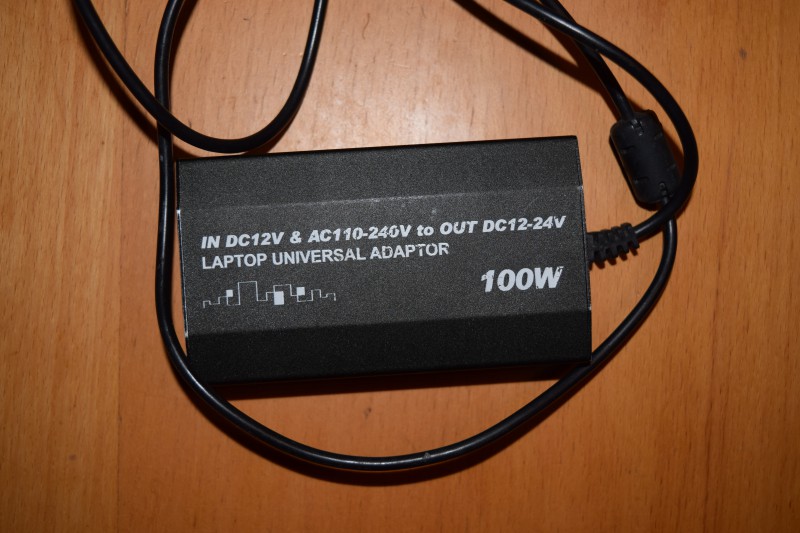 IN DC12V & AC110-240V to OUT DC12-24V
LAPTOP UNIVERSAL ADAPTOR
100W